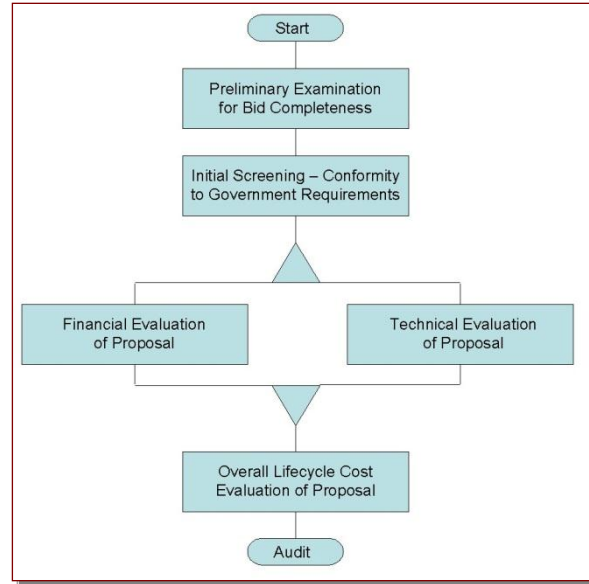 Start
Preliminary Examination
for Bid Completeness
Initial Screening – Conformity
to Government Requirements
Financial Evaluation
of Proposal
Technical Evaluation
of Proposal
Overall Lifecycle Cost
Evaluation of Proposal
Audit